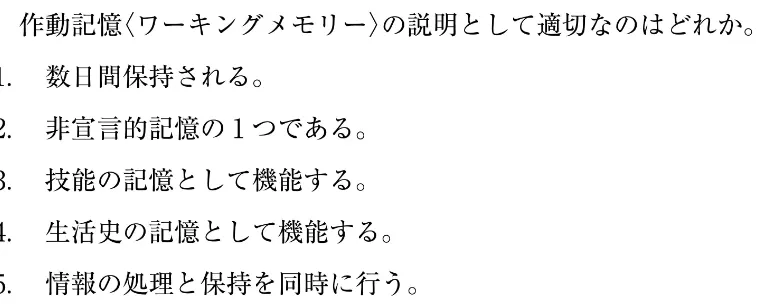 作動記憶〈ワーキングメモリー〉の説明として適切なのはどれか。
1. 数日間保持される。
2. 非宣言的記憶の１つである。
3. 技能の記憶として機能する。
4. 生活史の記憶として機能する。
5. 情報の処理と保持を同時に行う。